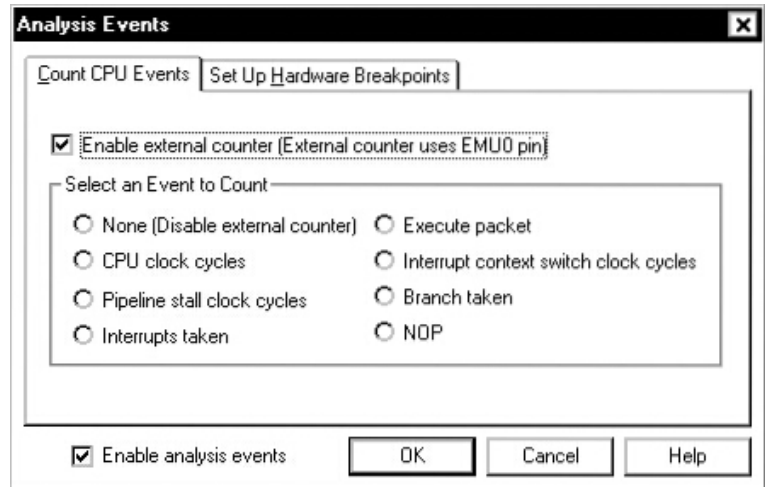 Analysis Events
Count CPU Events Set Up Hardware Breakpoints
Enable external counter (External counter uses EMU0 pin)
Select an Event to Count
None (Disable external counter) Execute packet
CPU clock cycles Interrupt context switch clock cycles
Pipeline stall clock cycles Branch taken
Interrupts taken NOP
Enable analysis events OK Cancel Help